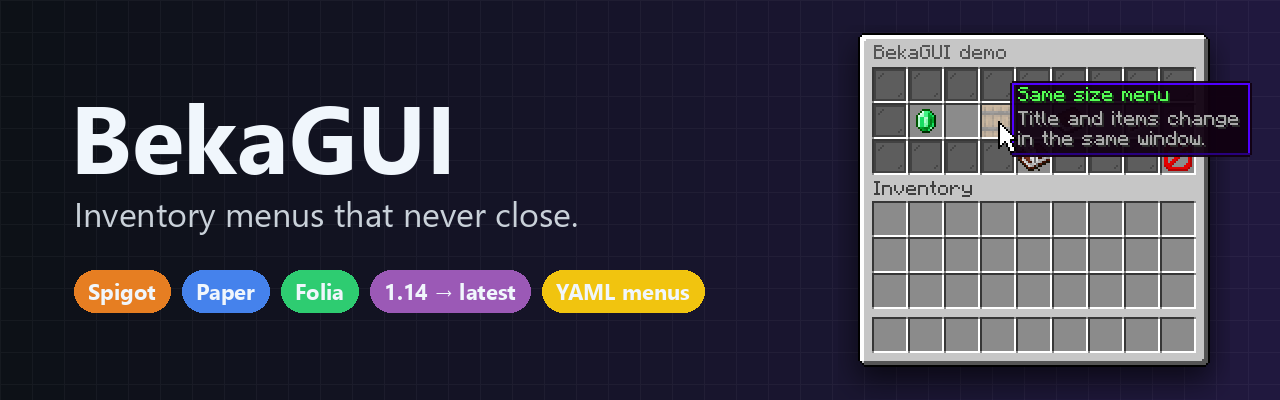 BekaGUI
Inventory menus that never close.
Spigot
Paper
Folia
1.14 → latest
YAML menus
BekaGUI demo
Same size menu
Title and items change
in the same window.
Inventory